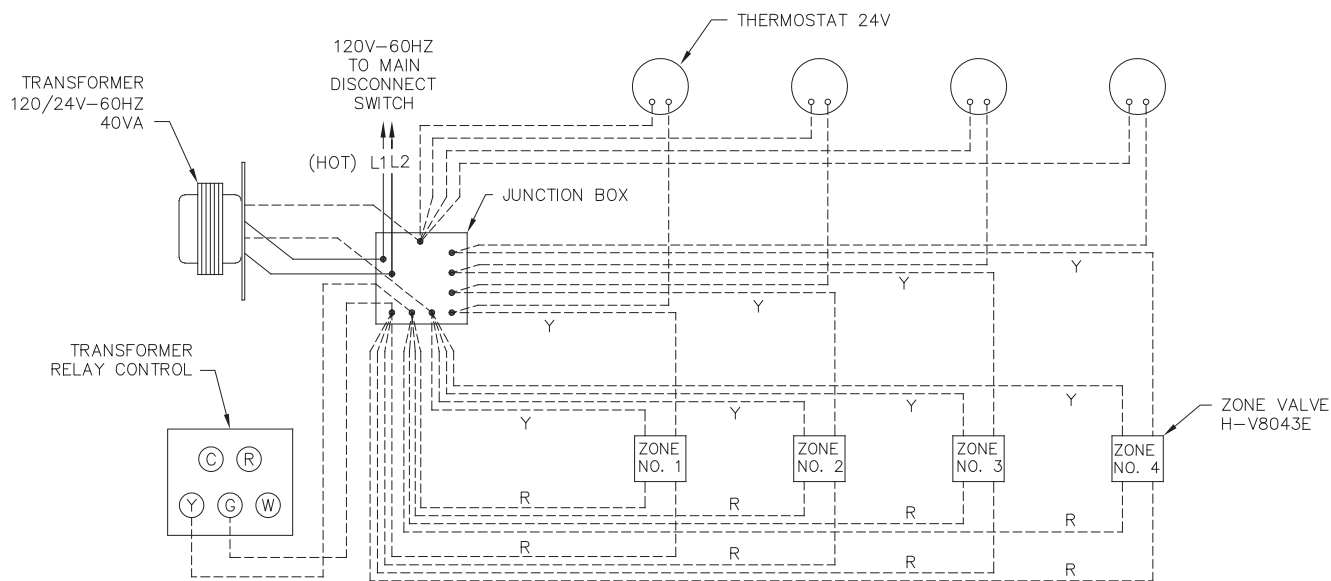 THERMOSTAT 24V
120V-60HZ
TO MAIN
DISCONNECT
SWITCH
TRANSFORMER
120/24V-60HZ
40VA
(HOT) L1 L2
JUNCTION BOX
Y
Y
Y
Y
TRANSFORMER
RELAY CONTROL
C R
Y G W
Y
Y
Y
Y
ZONE VALVE
H-V8043E
ZONE
NO. 1
ZONE
NO. 2
ZONE
NO. 3
ZONE
NO. 4
R
R
R
R
R
R
R
R